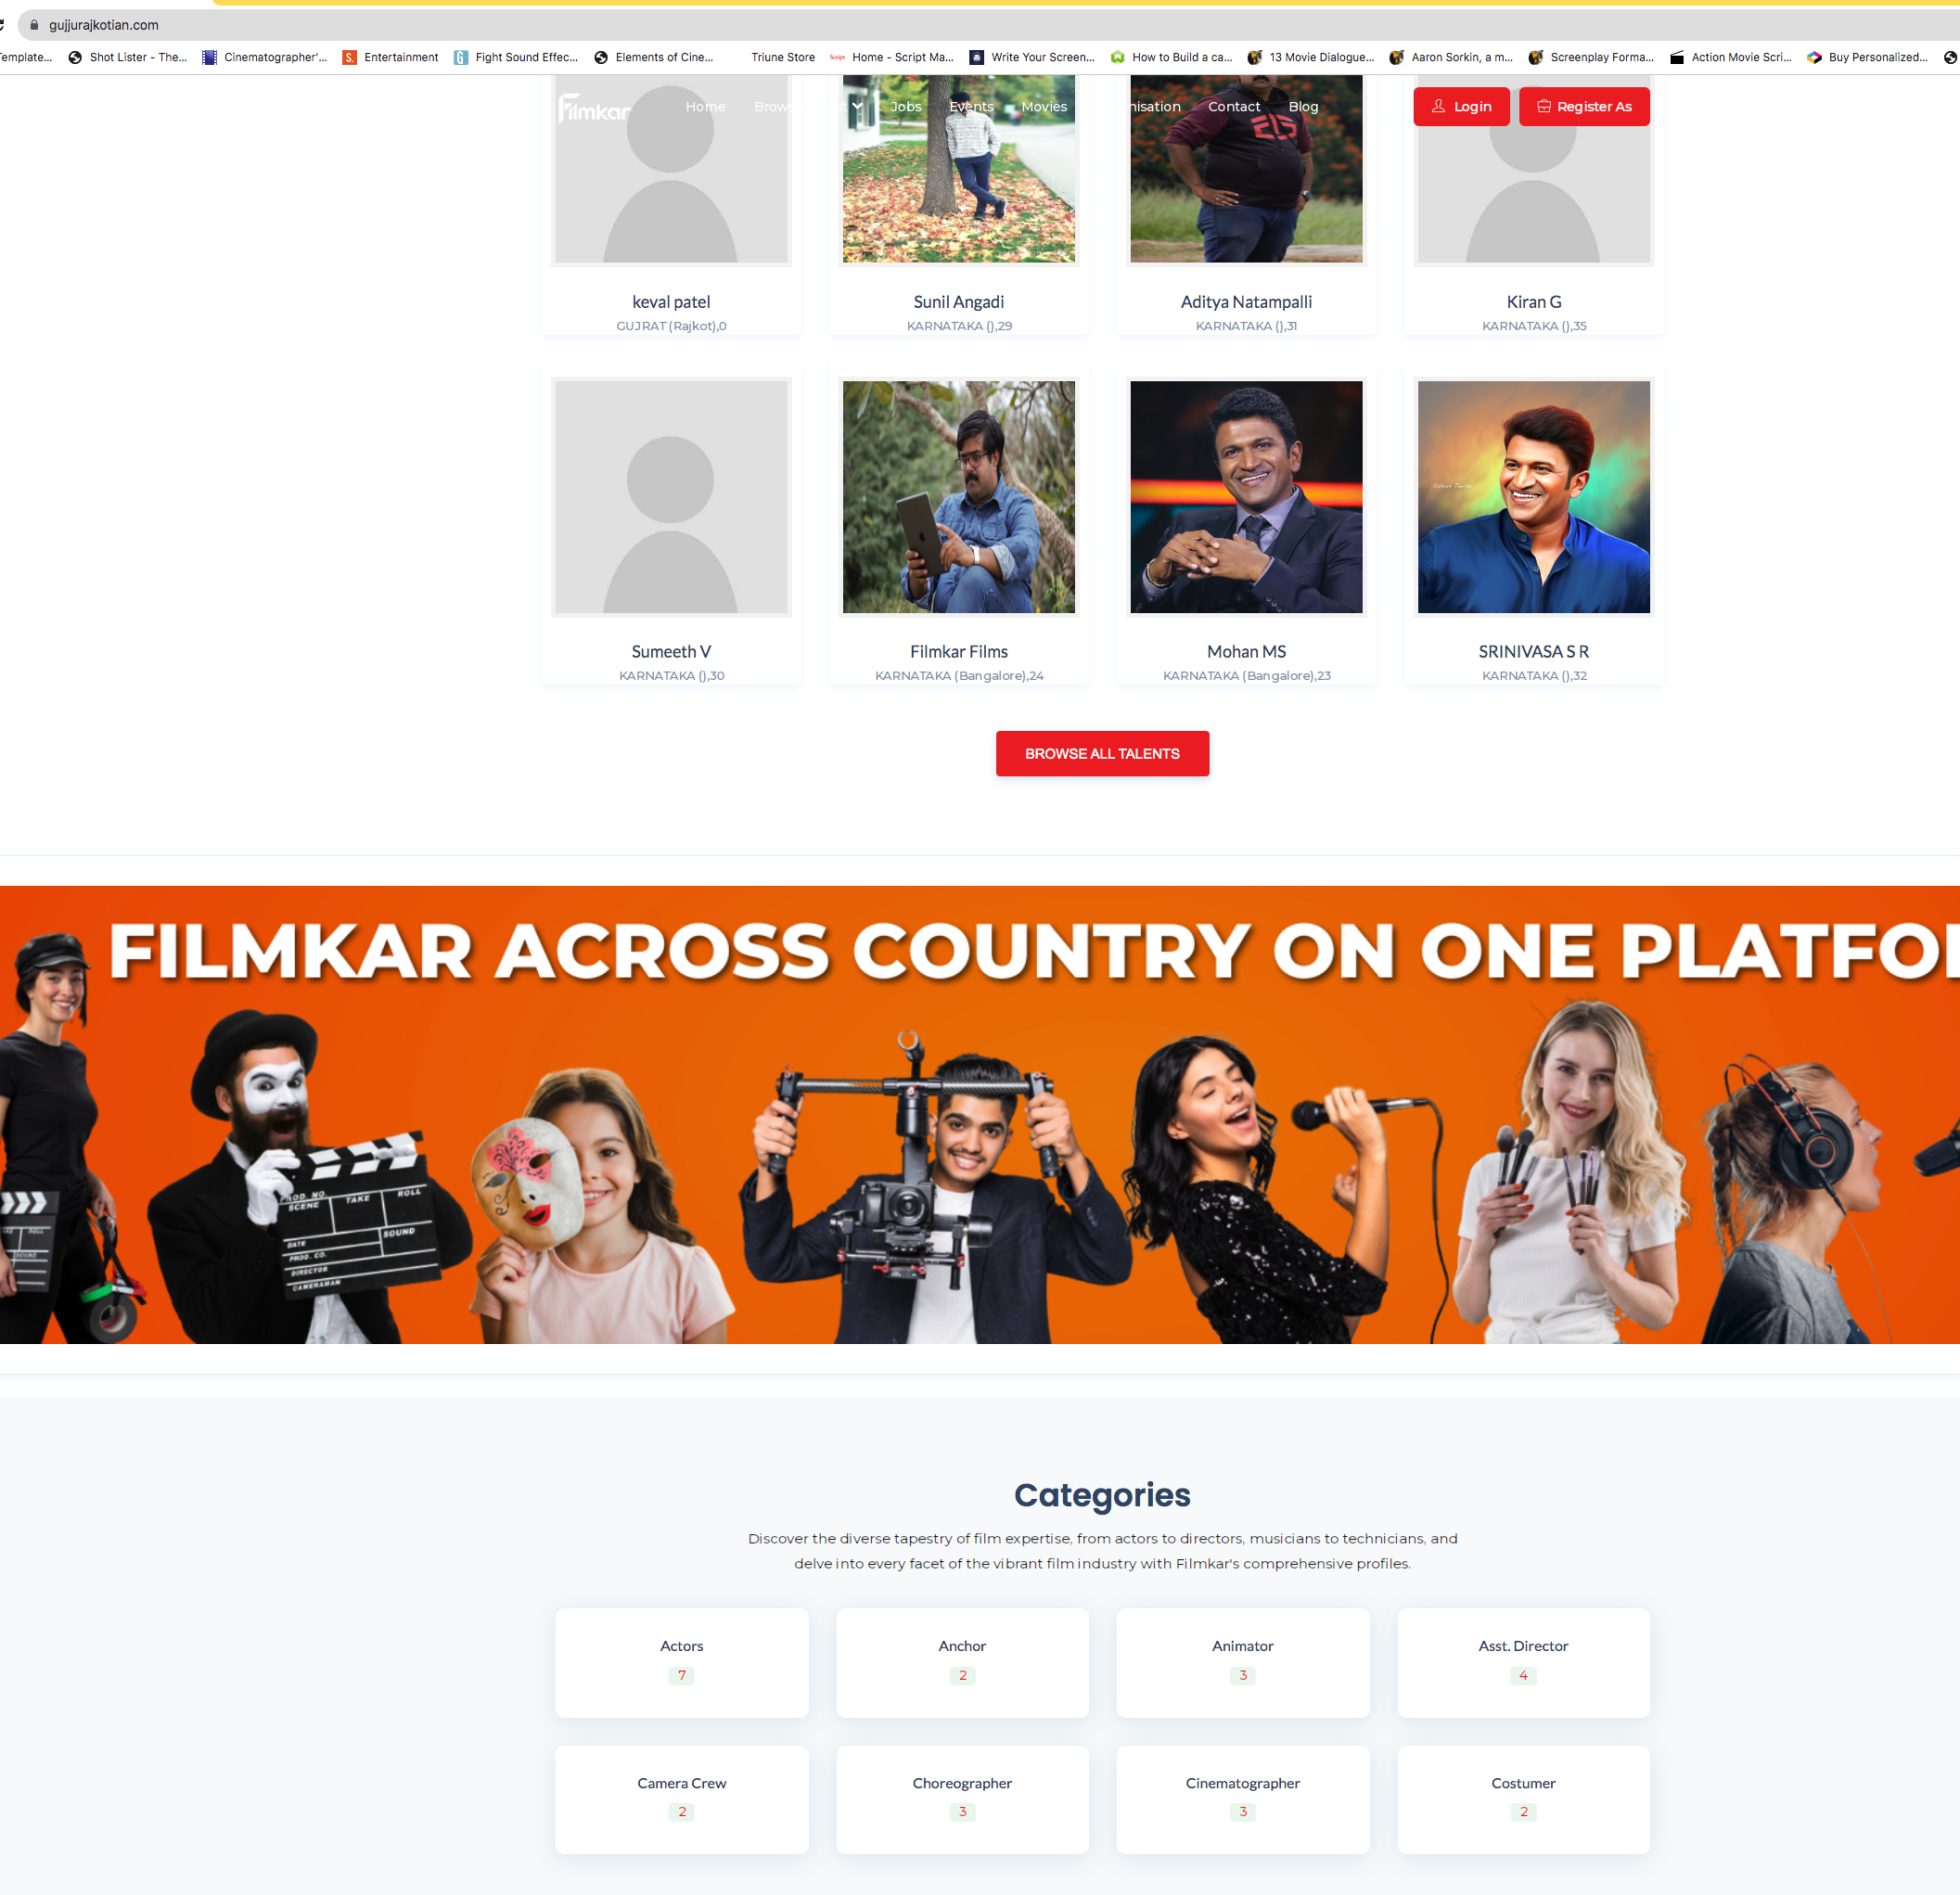 gujjurajkotian.com
emplate...
Shot Lister - The...
Cinematographer'...
Entertainment
Fight Sound Effec...
Elements of Cine...
Triune Store
Home - Script Ma...
Write Your Screen...
How to Build a ca...
13 Movie Dialogue...
Aaron Sorkin, a m...
Screenplay Forma...
Action Movie Scri...
Buy Personalized...
Filmkar
Home
Brows
t
Jobs
Events
Movies
nisation
Contact
Blog
Login
Register As
keval patel
GUJRAT (Rajkot),0
Sunil Angadi
KARNATAKA (),29
Aditya Natampalli
KARNATAKA (),31
Kiran G
KARNATAKA (),35
Sumeeth V
KARNATAKA (),30
Filmkar Films
KARNATAKA (Bangalore),24
Mohan MS
KARNATAKA (Bangalore),23
SRINIVASA S R
KARNATAKA (),32
BROWSE ALL TALENTS
FILMKAR ACROSS COUNTRY ON ONE PLATFO
PROD. NO.
SCENE
TAKE
ROLL
SOUND
DATE
PROD. CO.
DIRECTOR
CAMERAMAN
Categories
Discover the diverse tapestry of film expertise, from actors to directors, musicians to technicians, and
delve into every facet of the vibrant film industry with Filmkar's comprehensive profiles.
Actors
7
Anchor
2
Animator
3
Asst. Director
4
Camera Crew
2
Choreographer
3
Cinematographer
3
Costumer
2